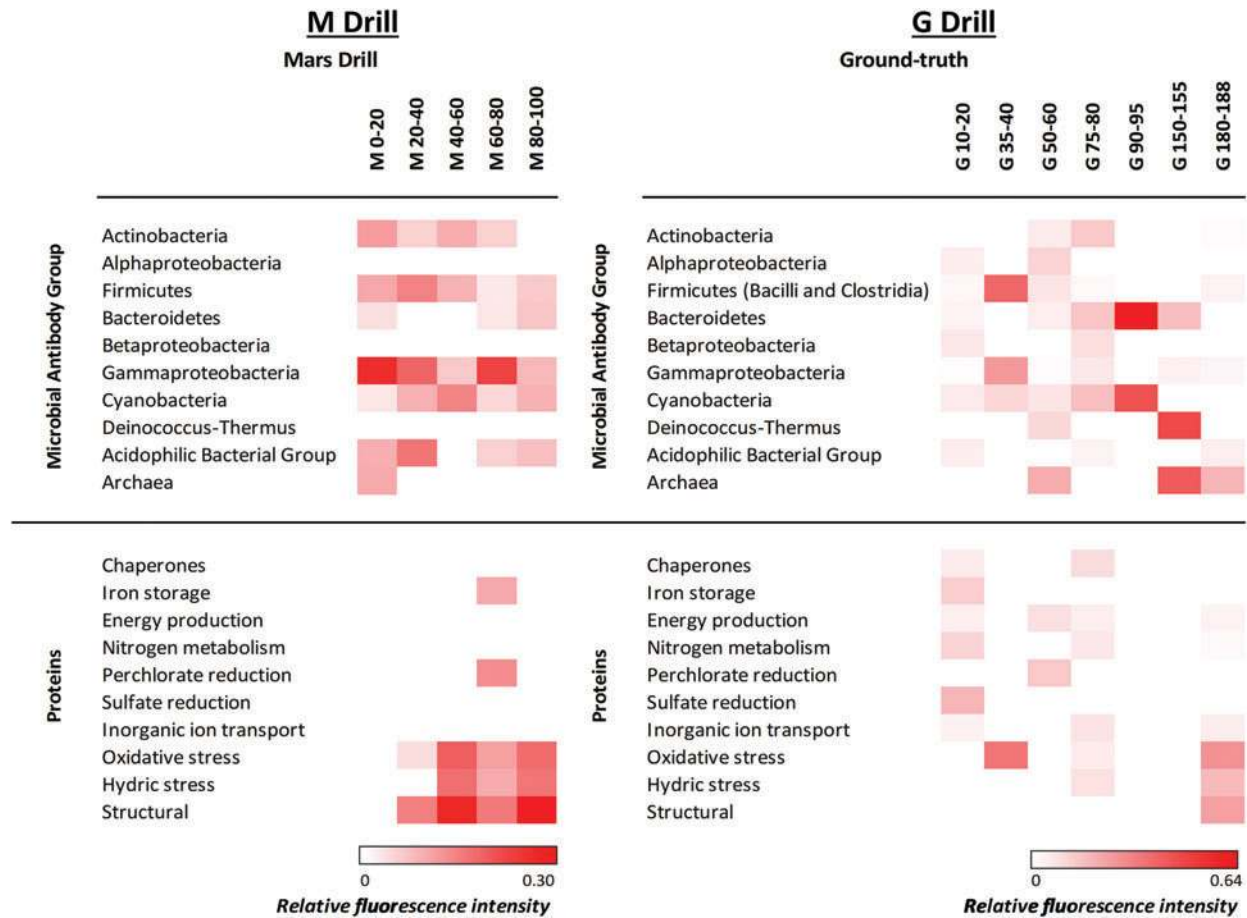 M Drill
Mars Drill
M 0-20
M 20-40
M 40-60
M 60-80
M 80-100
Microbial Antibody Group
Actinobacteria
Alphaproteobacteria
Firmicutes
Bacteroidetes
Betaproteobacteria
Gammaproteobacteria
Cyanobacteria
Deinococcus-Thermus
Acidophilic Bacterial Group
Archaea
Proteins
Chaperones
Iron storage
Energy production
Nitrogen metabolism
Perchlorate reduction
Sulfate reduction
Inorganic ion transport
Oxidative stress
Hydric stress
Structural
0 0.30
Relative fluorescence intensity
G Drill
Ground-truth
G 10-20
G 35-40
G 50-60
G 75-80
G 90-95
G 150-155
G 180-188
Microbial Antibody Group
Actinobacteria
Alphaproteobacteria
Firmicutes (Bacilli and Clostridia)
Bacteroidetes
Betaproteobacteria
Gammaproteobacteria
Cyanobacteria
Deinococcus-Thermus
Acidophilic Bacterial Group
Archaea
Proteins
Chaperones
Iron storage
Energy production
Nitrogen metabolism
Perchlorate reduction
Sulfate reduction
Inorganic ion transport
Oxidative stress
Hydric stress
Structural
0 0.64
Relative fluorescence intensity